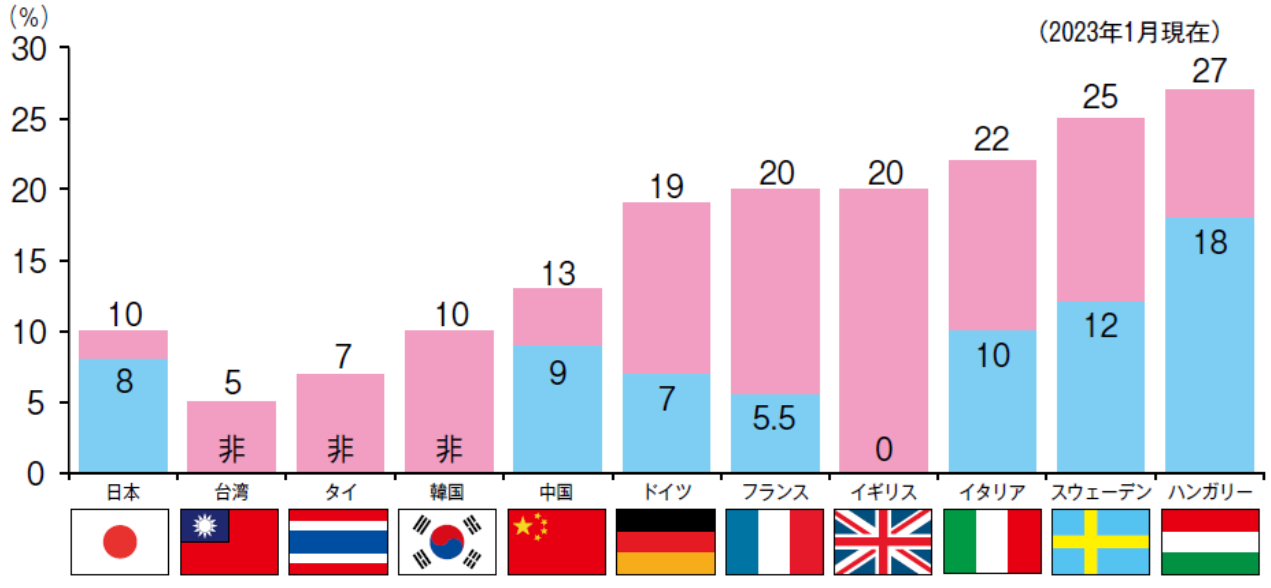 (%)
(2023年1月現在)
30
25
20
15
10
5
0
10
8
5
非
7
非
10
非
13
9
19
7
20
5.5
20
0
22
10
25
12
27
18
日本
台湾
タイ
韓国
中国
ドイツ
フランス
イギリス
イタリア
スウェーデン
ハンガリー